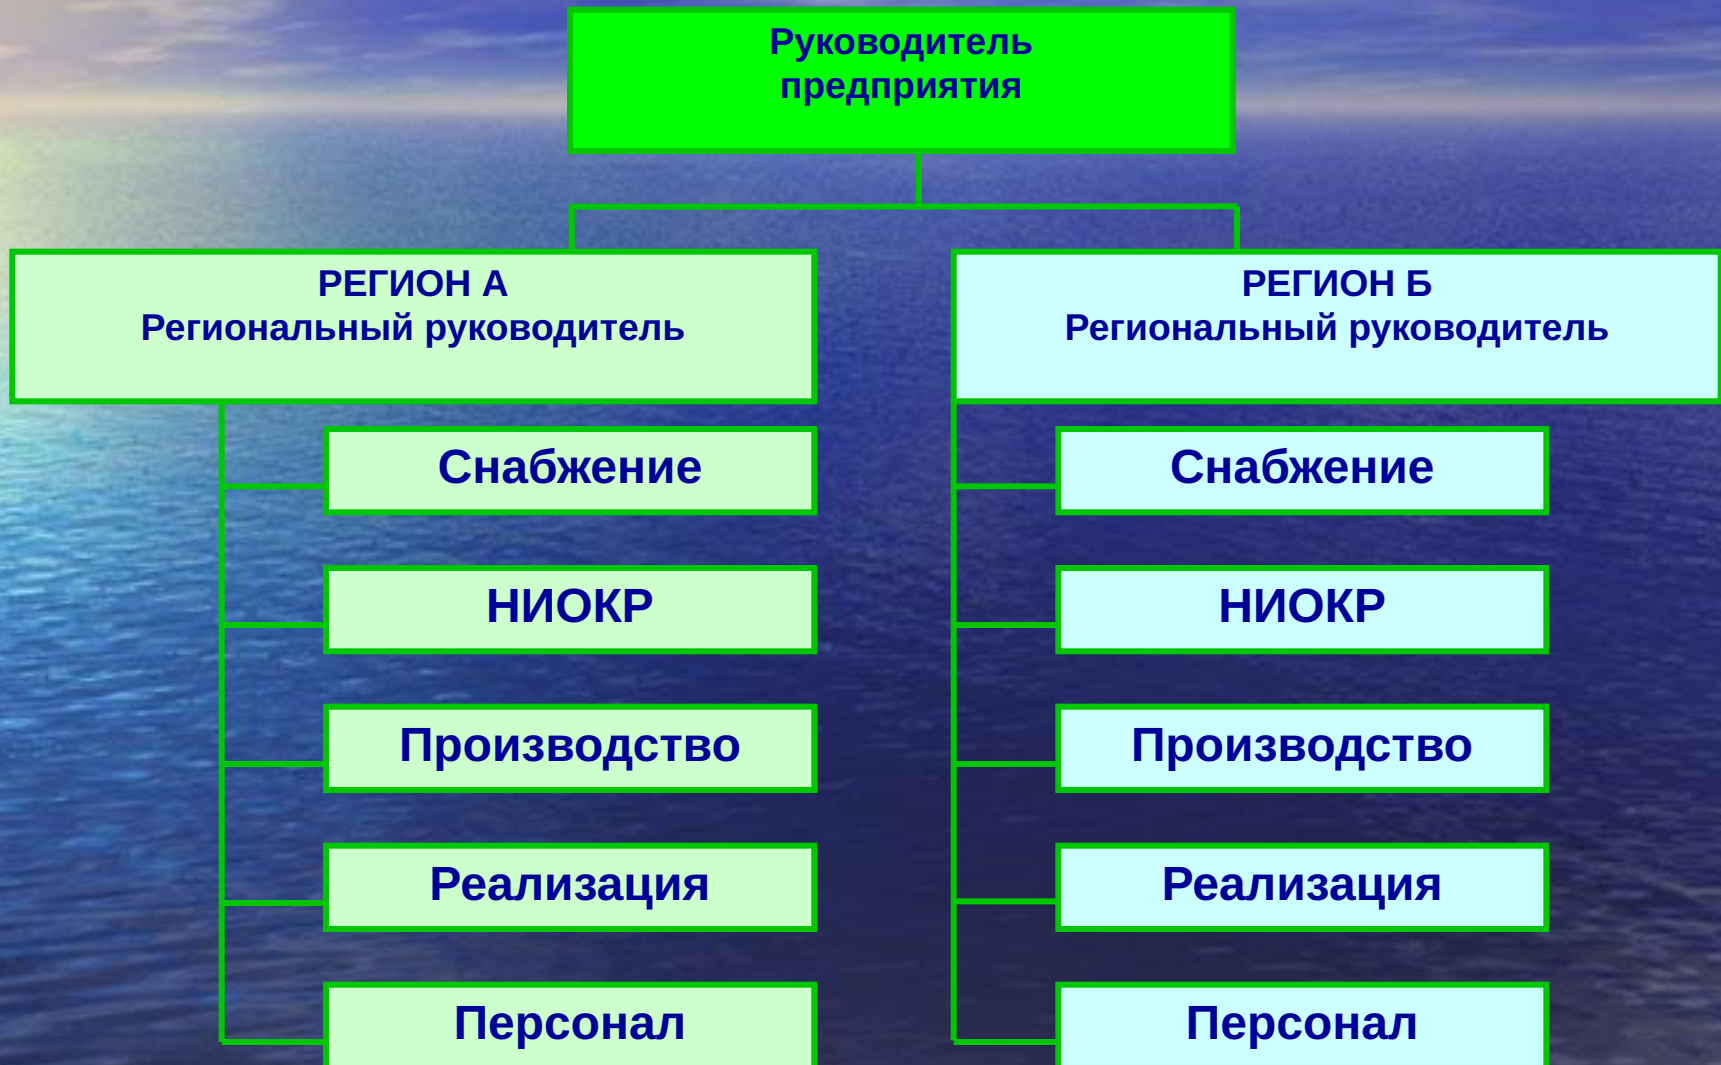 Руководитель
предприятия
РЕГИОН А
Региональный руководитель
РЕГИОН Б
Региональный руководитель
Снабжение
Снабжение
НИОКР
НИОКР
Производство
Производство
Реализация
Реализация
Персонал
Персонал